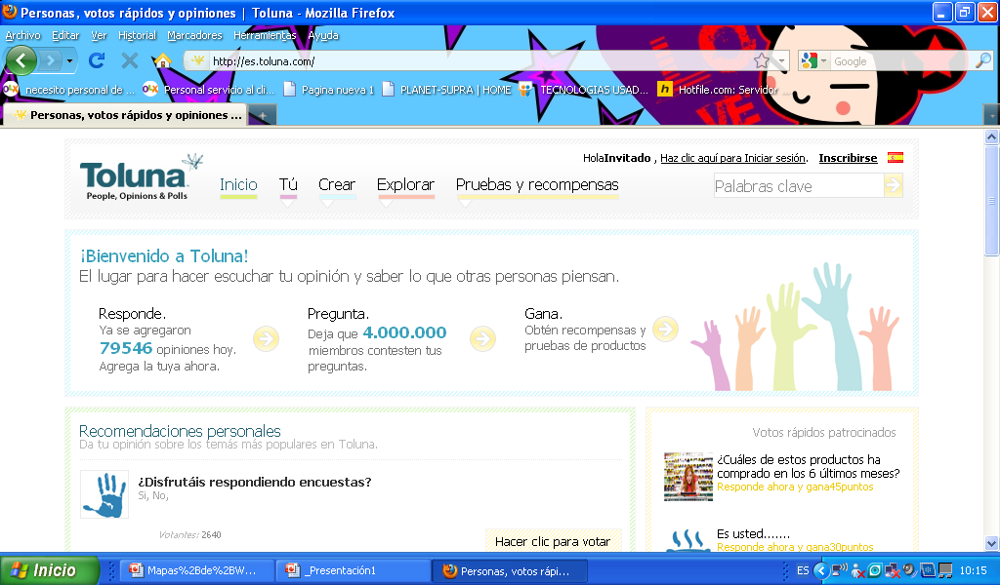 Personas, votos rápidos y opiniones | Toluna - Mozilla Firefox
Archivo Editar Ver Historial Marcadores Herramientas Ayuda
http://es.toluna.com/
Google
necesito personal de ... Personal servicio al cli... Pagina nueva 1 PLANET-SUPRA | HOME TECNOLOGIAS USAD... Hotfile.com: Servidor ...
Personas, votos rápidos y opiniones ...
HolaInvitado , Haz clic aquí para Iniciar sesión. Inscribirse
Toluna
People, Opinions & Polls
Inicio Tú Crear Explorar Pruebas y recompensas
Palabras clave
¡Bienvenido a Toluna!
El lugar para hacer escuchar tu opinión y saber lo que otras personas piensan.
Responde.
Ya se agregaron
79546 opiniones hoy.
Agrega la tuya ahora.
Pregunta.
Deja que 4.000.000
miembros contesten tus
preguntas.
Gana.
Obtén recompensas y
pruebas de productos
Recomendaciones personales
Da tu opinión sobre los temás más populares en Toluna.
¿Disfrutáis respondiendo encuestas?
Si, No,
Votantes: 2640
Hacer clic para votar
Votos rápidos patrocinados
¿Cuáles de estos productos ha
comprado en los 6 últimos meses?
Responde ahora y gana45puntos
Es usted.......
Responde ahora y gana30puntos
Inicio
Mapas%2Bde%2BW... _Presentación1 Personas, votos rápi...
ES
10:15